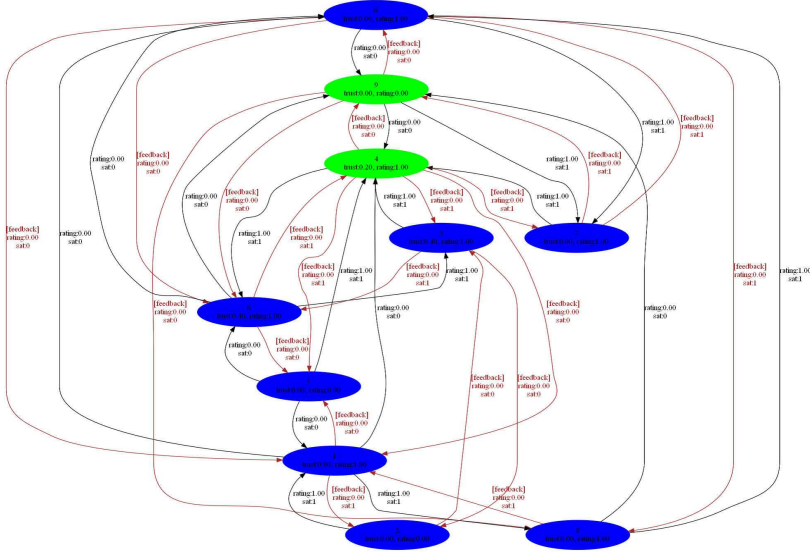 [feedback]
rating:0.00
sat:0
rating:0.00
sat:0
9
trust:0.00, rating:0.00
[feedback]
rating:0.00
sat:0
rating:0.00
sat:0
rating:1.00
sat:1
[feedback]
rating:0.00
sat:1
4
trust:0.20, rating:1.00
rating:0.00
sat:0
[feedback]
rating:0.00
sat:0
rating:0.00
sat:0
[feedback]
rating:0.00
sat:0
rating:1.00
sat:1
[feedback]
rating:0.00
sat:1
rating:1.00
sat:1
[feedback]
rating:0.00
sat:1
[feedback]
rating:0.00
sat:1
rating:1.00
sat:1
[feedback]
rating:0.00
sat:0
rating:0.00
sat:0
rating:1.00
sat:1
[feedback]
rating:0.00
sat:1
[feedback]
rating:0.00
sat:1
rating:1.00
sat:1
[feedback]
rating:0.00
sat:1
rating:1.00
sat:1
[feedback]
rating:0.00
sat:0
[feedback]
rating:0.00
sat:1
rating:1.00
sat:1
[feedback]
rating:0.00
sat:0
rating:0.00
sat:0
rating:0.00
sat:0
[feedback]
rating:0.00
sat:0
rating:0.00
sat:0
[feedback]
rating:0.00
sat:0
[feedback]
rating:0.00
sat:0
rating:0.00
sat:0
[feedback]
rating:0.00
sat:0
rating:1.00
sat:1
[feedback]
rating:0.00
sat:1
rating:1.00
sat:1
[feedback]
rating:0.00
sat:1